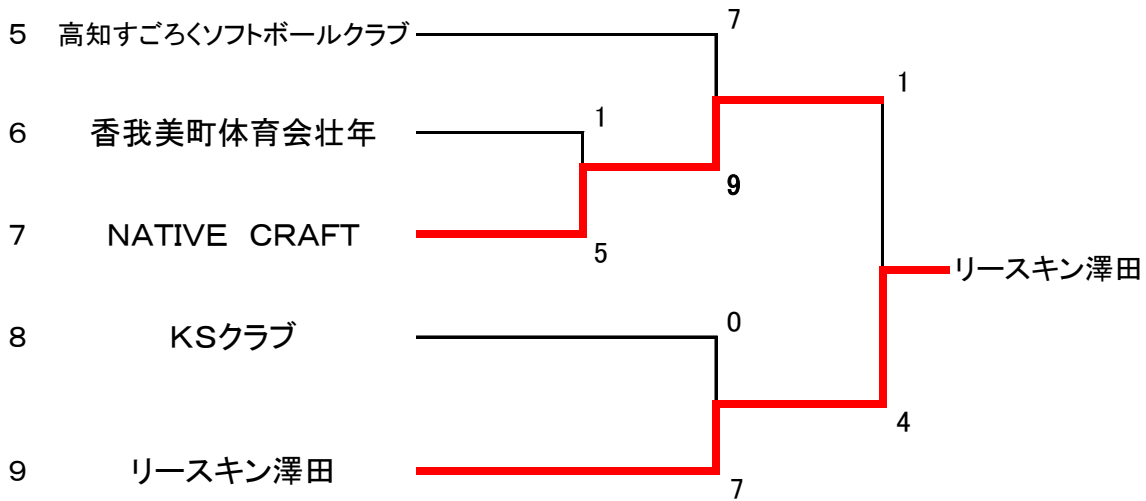 ５ 高知すごろくソフトボールクラブ 7
1
６ 香我美町体育会壮年 1
9
７ NATIVE CRAFT 5
リースキン澤田
８ KSクラブ 0
4
９ リースキン澤田 7